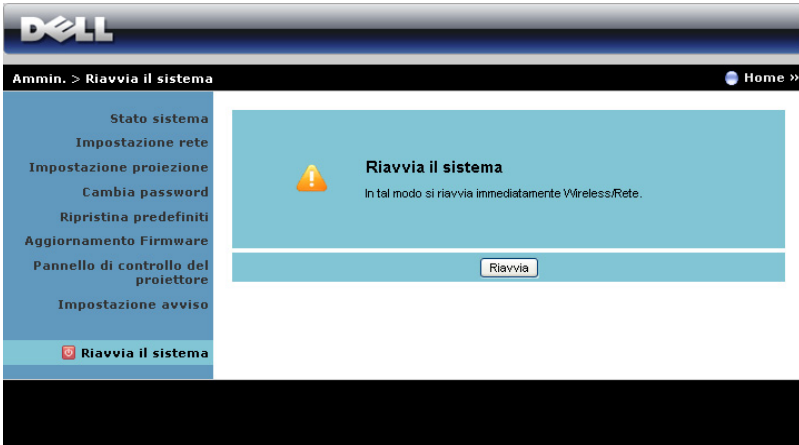 DELL
Ammin. > Riavvia il sistema
Home »
Stato sistema
Impostazione rete
Impostazione proiezione
Cambia password
Ripristina predefiniti
Aggiornamento Firmware
Pannello di controllo del
proiettore
Impostazione avviso
Riavvia il sistema
Riavvia il sistema
In tal modo si riavvia immediatamente Wireless/Rete.
Riavvia